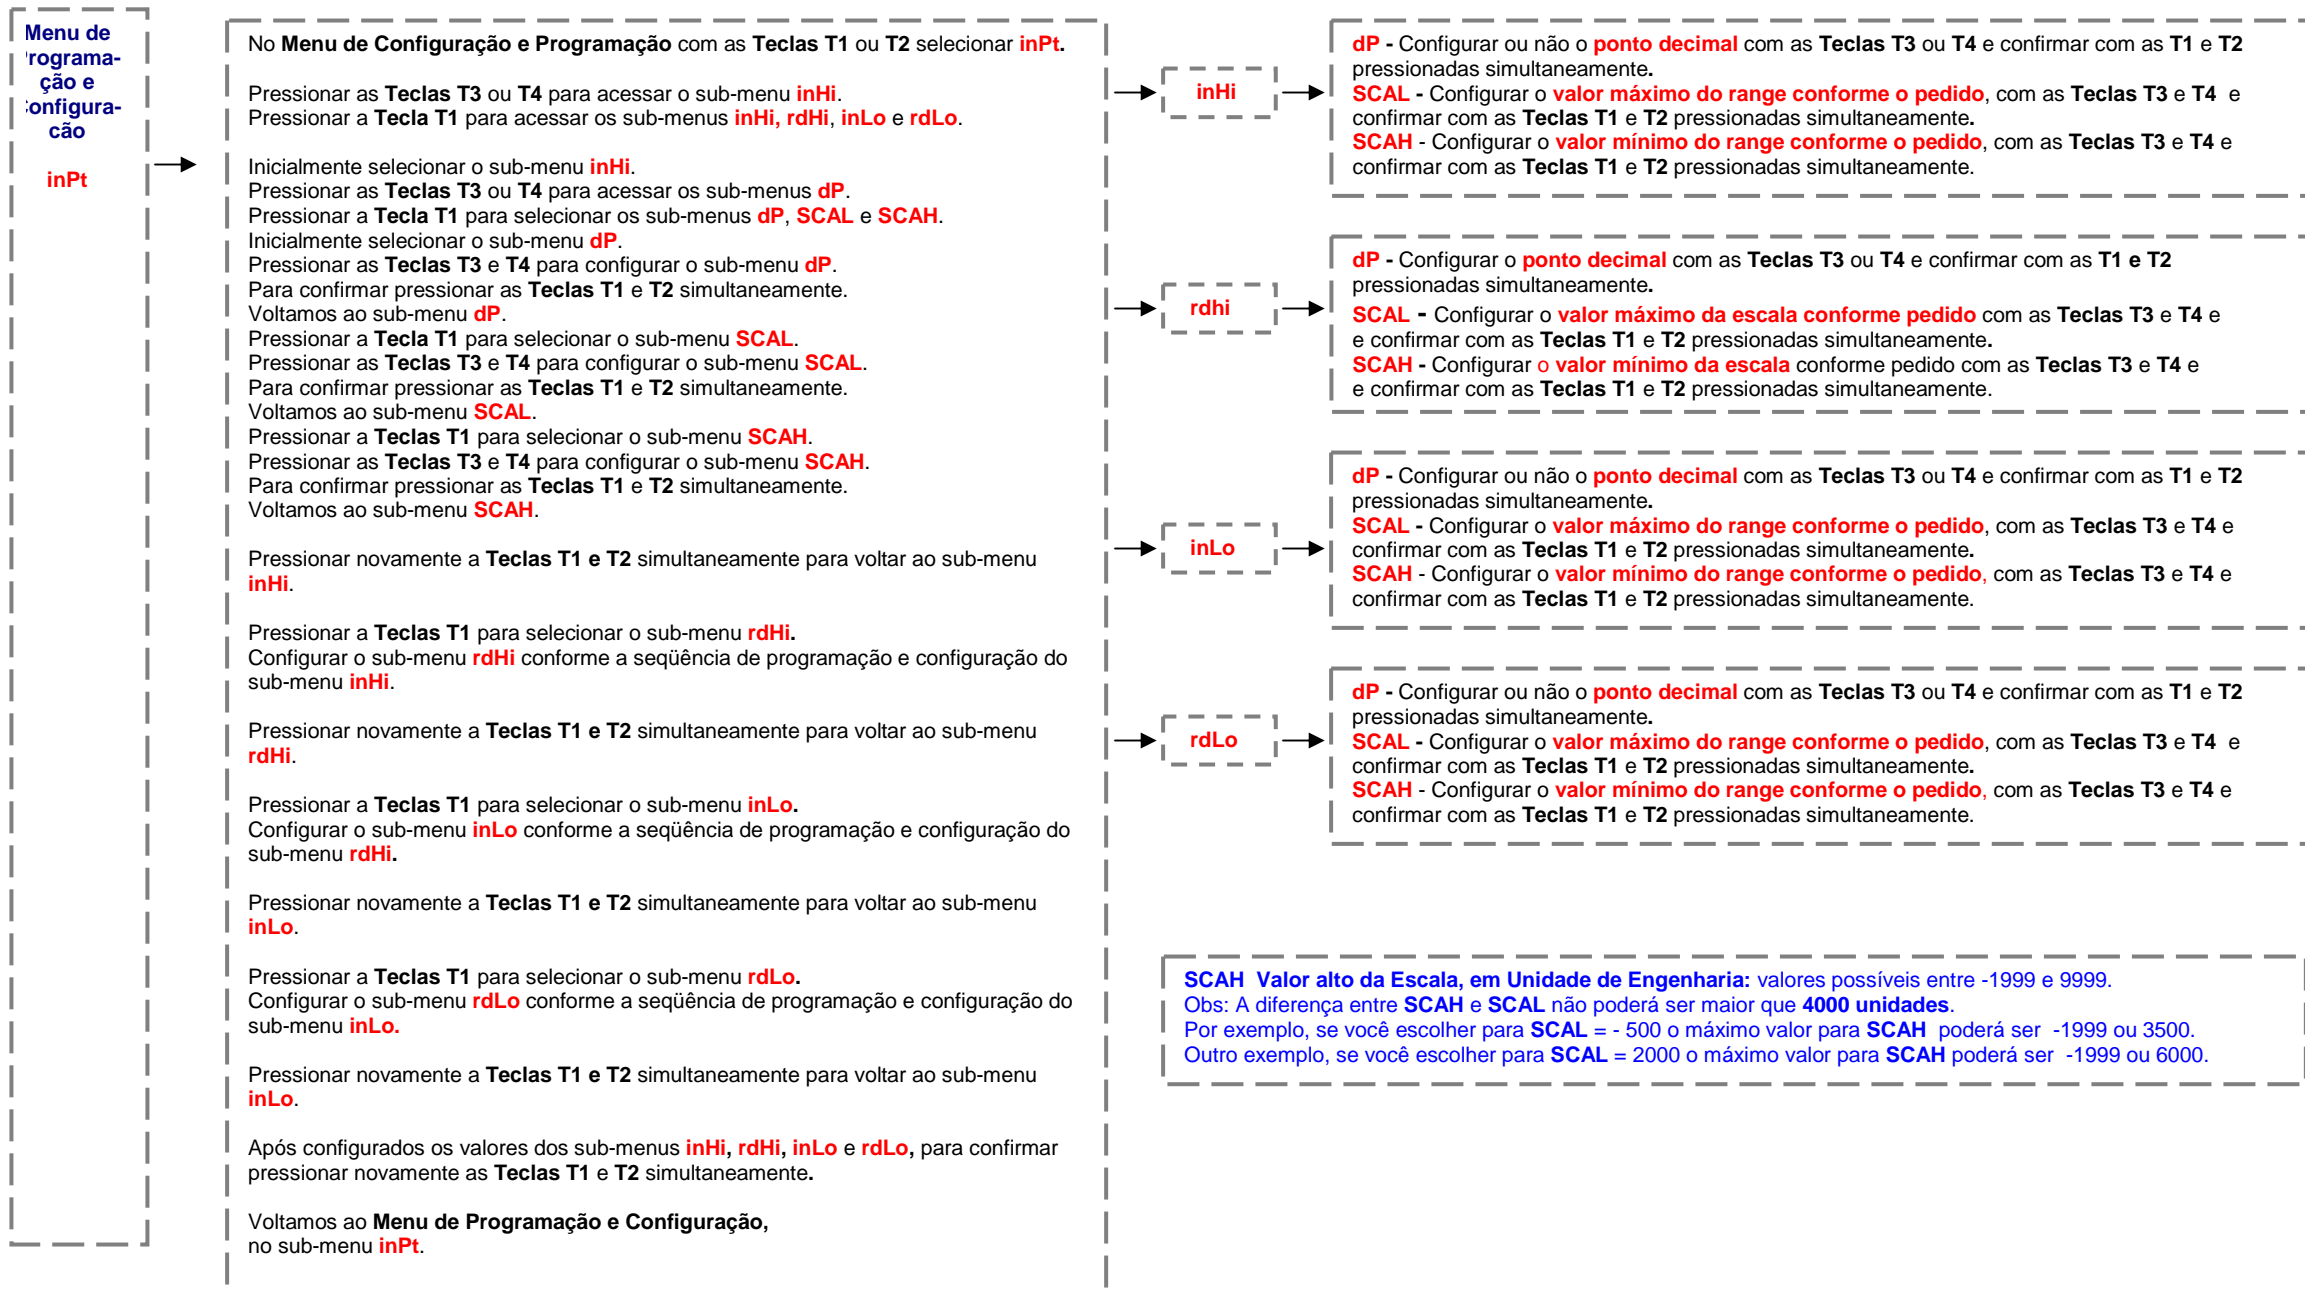 Menu de
rograma-
ção e
onfigura-
cão
inPt
No Menu de Configuração e Programação com as Teclas T1 ou T2 selecionar inPt.
Pressionar as Teclas T3 ou T4 para acessar o sub-menu inHi.
Pressionar a Tecla T1 para acessar os sub-menus inHi, rdHi, inLo e rdLo.
Inicialmente selecionar o sub-menu inHi.
Pressionar as Teclas T3 ou T4 para acessar os sub-menus dP.
Pressionar a Tecla T1 para selecionar os sub-menus dP, SCAL e SCAH.
Inicialmente selecionar o sub-menu dP.
Pressionar as Teclas T3 e T4 para configurar o sub-menu dP.
Para confirmar pressionar as Teclas T1 e T2 simultaneamente.
Voltamos ao sub-menu dP.
Pressionar a Tecla T1 para selecionar o sub-menu SCAL.
Pressionar as Teclas T3 e T4 para configurar o sub-menu SCAL.
Para confirmar pressionar as Teclas T1 e T2 simultaneamente.
Voltamos ao sub-menu SCAL.
Pressionar a Teclas T1 para selecionar o sub-menu SCAH.
Pressionar as Teclas T3 e T4 para configurar o sub-menu SCAH.
Para confirmar pressionar as Teclas T1 e T2 simultaneamente.
Voltamos ao sub-menu SCAH.
Pressionar novamente a Teclas T1 e T2 simultaneamente para voltar ao sub-menu
inHi.
Pressionar a Teclas T1 para selecionar o sub-menu rdHi.
Configurar o sub-menu rdHi conforme a seqüência de programação e configuração do
sub-menu inHi.
Pressionar novamente a Teclas T1 e T2 simultaneamente para voltar ao sub-menu
rdHi.
Pressionar a Teclas T1 para selecionar o sub-menu inLo.
Configurar o sub-menu inLo conforme a seqüência de programação e configuração do
sub-menu rdHi.
Pressionar novamente a Teclas T1 e T2 simultaneamente para voltar ao sub-menu
inLo.
Pressionar a Teclas T1 para selecionar o sub-menu rdLo.
Configurar o sub-menu rdLo conforme a seqüência de programação e configuração do
sub-menu inLo.
Pressionar novamente a Teclas T1 e T2 simultaneamente para voltar ao sub-menu
inLo.
Após configurados os valores dos sub-menus inHi, rdHi, inLo e rdLo, para confirmar
pressionar novamente as Teclas T1 e T2 simultaneamente.
Voltamos ao Menu de Programação e Configuração,
no sub-menu inPt.
inHi
dP - Configurar ou não o ponto decimal com as Teclas T3 ou T4 e confirmar com as T1 e T2
pressionadas simultaneamente.
SCAL - Configurar o valor máximo do range conforme o pedido, com as Teclas T3 e T4 e
confirmar com as Teclas T1 e T2 pressionadas simultaneamente.
SCAH - Configurar o valor mínimo do range conforme o pedido, com as Teclas T3 e T4 e
confirmar com as Teclas T1 e T2 pressionadas simultaneamente.
rdhi
dP - Configurar o ponto decimal com as Teclas T3 ou T4 e confirmar com as T1 e T2
pressionadas simultaneamente.
SCAL - Configurar o valor máximo da escala conforme pedido com as Teclas T3 e T4 e
e confirmar com as Teclas T1 e T2 pressionadas simultaneamente.
SCAH - Configurar o valor mínimo da escala conforme pedido com as Teclas T3 e T4 e
e confirmar com as Teclas T1 e T2 pressionadas simultaneamente.
inLo
dP - Configurar ou não o ponto decimal com as Teclas T3 ou T4 e confirmar com as T1 e T2
pressionadas simultaneamente.
SCAL - Configurar o valor máximo do range conforme o pedido, com as Teclas T3 e T4 e
confirmar com as Teclas T1 e T2 pressionadas simultaneamente.
SCAH - Configurar o valor mínimo do range conforme o pedido, com as Teclas T3 e T4 e
confirmar com as Teclas T1 e T2 pressionadas simultaneamente.
rdLo
dP - Configurar ou não o ponto decimal com as Teclas T3 ou T4 e confirmar com as T1 e T2
pressionadas simultaneamente.
SCAL - Configurar o valor máximo do range conforme o pedido, com as Teclas T3 e T4 e
confirmar com as Teclas T1 e T2 pressionadas simultaneamente.
SCAH - Configurar o valor mínimo do range conforme o pedido, com as Teclas T3 e T4 e
confirmar com as Teclas T1 e T2 pressionadas simultaneamente.
SCAH Valor alto da Escala, em Unidade de Engenharia: valores possíveis entre -1999 e 9999.
Obs: A diferença entre SCAH e SCAL não poderá ser maior que 4000 unidades.
Por exemplo, se você escolher para SCAL = - 500 o máximo valor para SCAH poderá ser -1999 ou 3500.
Outro exemplo, se você escolher para SCAL = 2000 o máximo valor para SCAH poderá ser -1999 ou 6000.